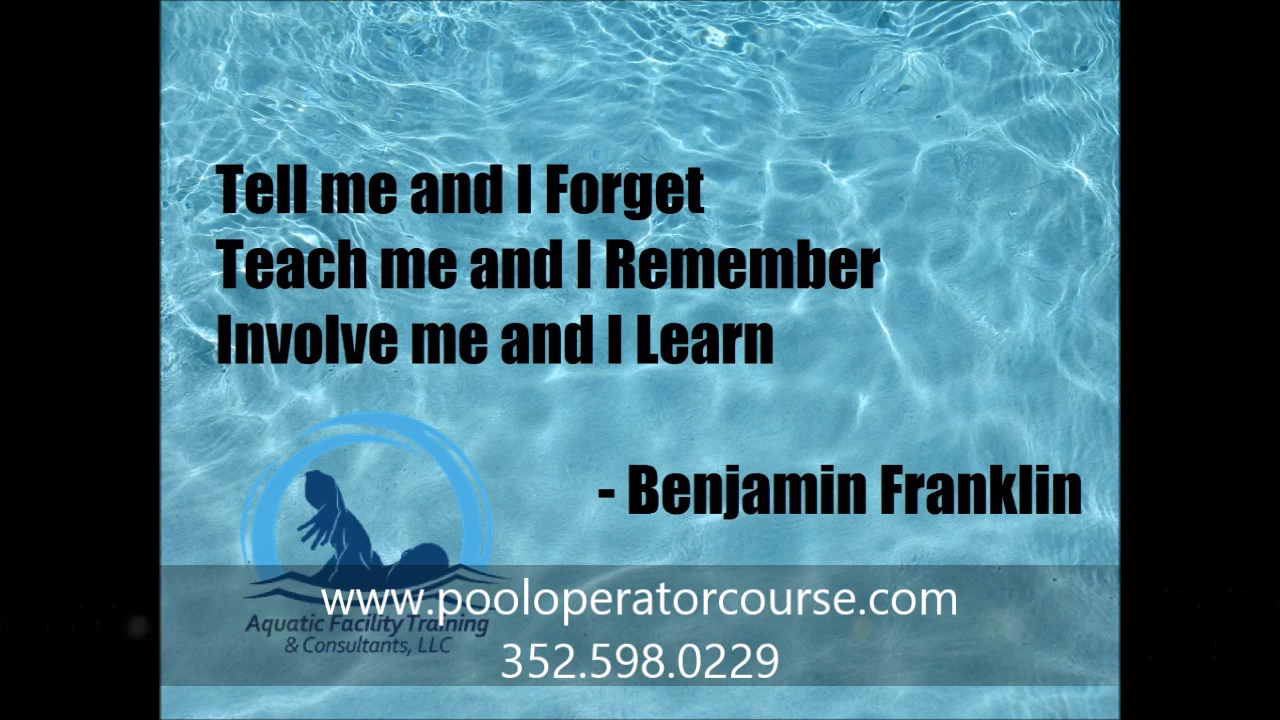 Tell me and I Forget
Teach me and I Remember
Involve me and I Learn
- Benjamin Franklin
www.pooloperatorcourse.com
Aquatic Facility Training
& Consultants, LLC
352.598.0229